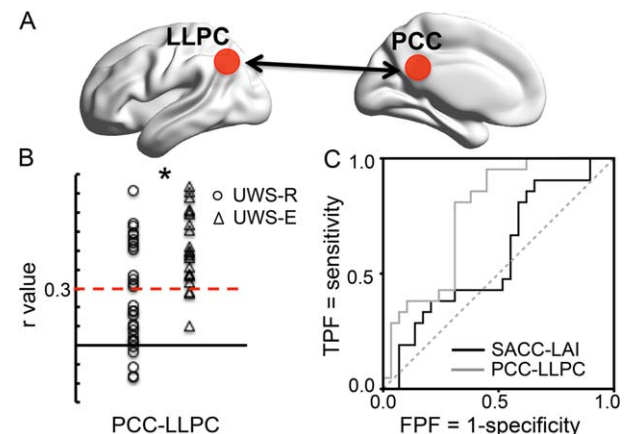 A
LLPC
PCC
B
*
UWS-R
UWS-E
r value
0.3
PCC-LLPC
C
1.0
0.5
0.0
TPF = sensitivity
SACC-LAI
PCC-LLPC
0.0 0.5 1.0
FPF = 1-specificity